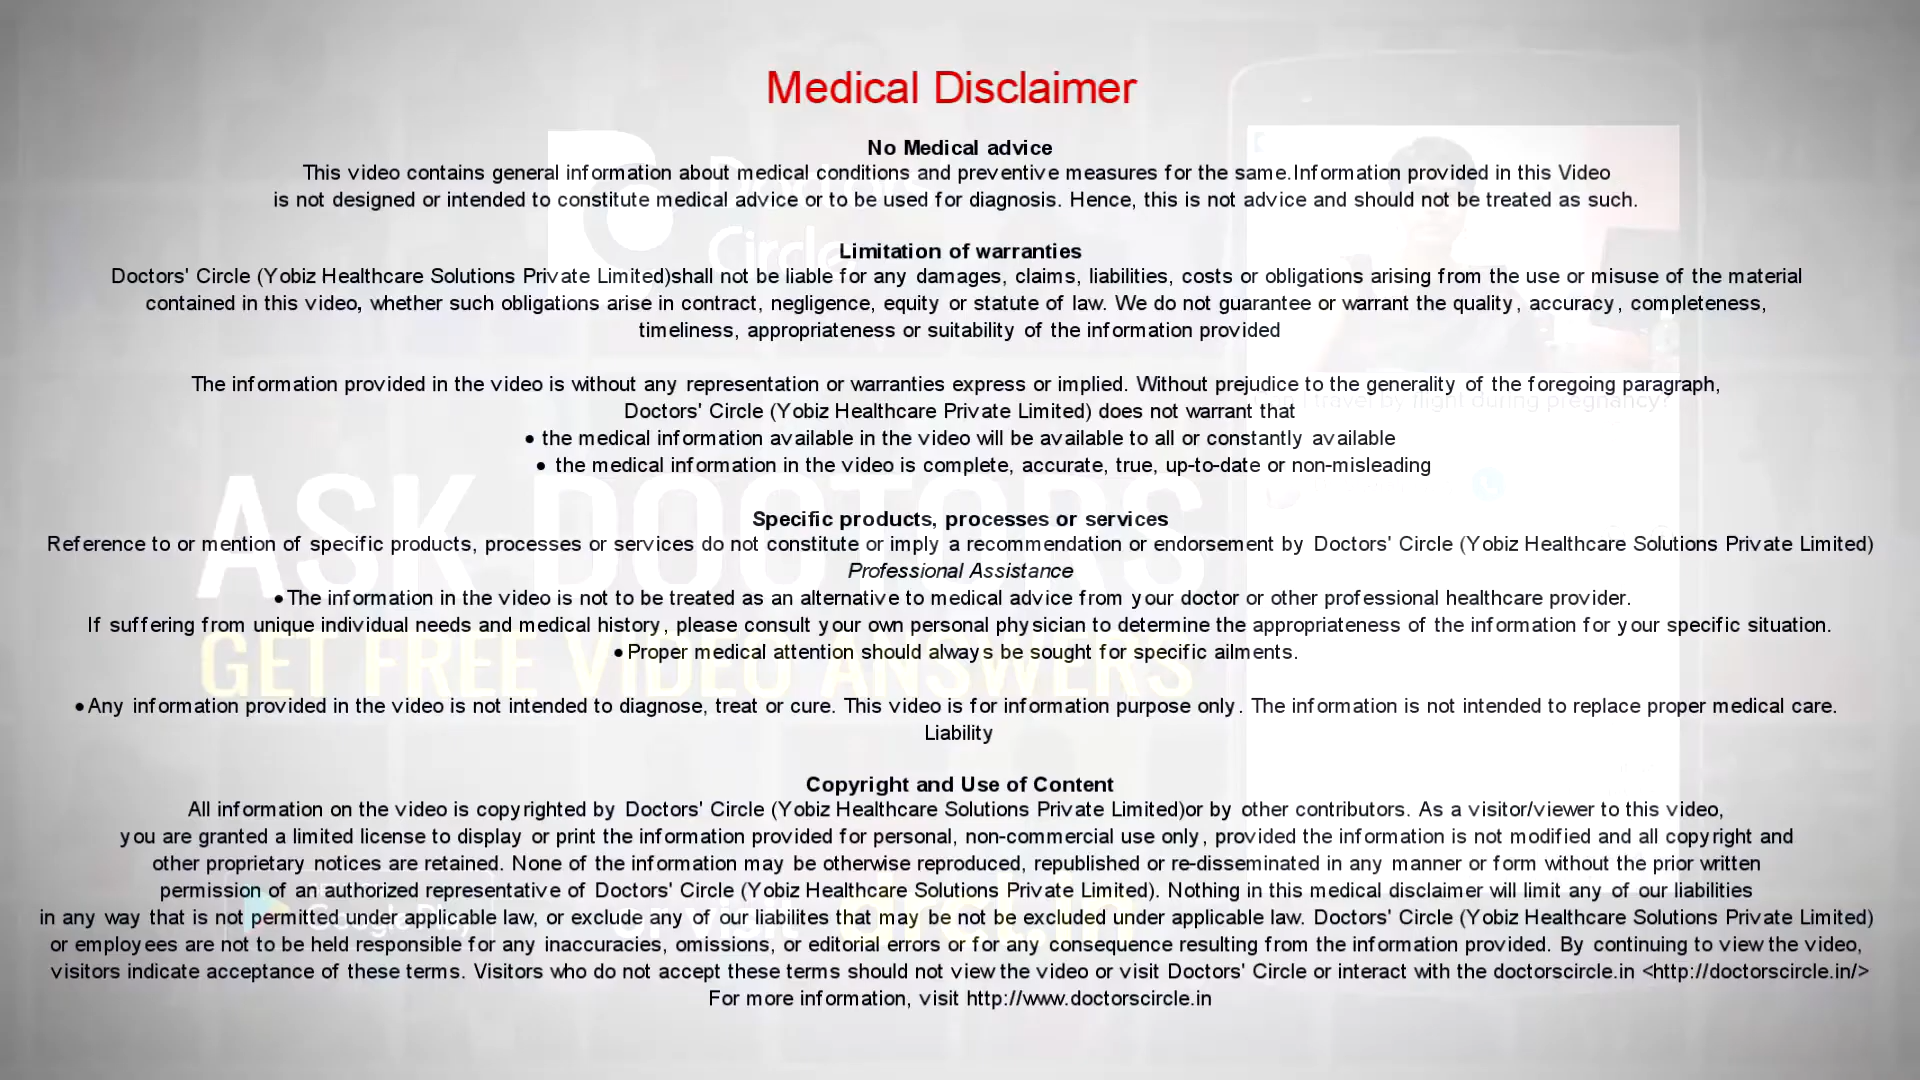 Medical Disclaimer
No Medical advice
This video contains general information about medical conditions and preventive measures for the same.Information provided in this Video
is not designed or intended to constitute medical advice or to be used for diagnosis. Hence, this is not advice and should not be treated as such.
Limitation of warranties
Doctors' Circle (Yobiz Healthcare Solutions Private Limited)shall not be liable for any damages, claims, liabilities, costs or obligations arising from the use or misuse of the material
contained in this video, whether such obligations arise in contract, negligence, equity or statute of law. We do not guarantee or warrant the quality, accuracy, completeness,
timeliness, appropriateness or suitability of the information provided
The information provided in the video is without any representation or warranties express or implied. Without prejudice to the generality of the foregoing paragraph,
Doctors' Circle (Yobiz Healthcare Private Limited) does not warrant that
• the medical information available in the video will be available to all or constantly available
• the medical information in the video is complete, accurate, true, up-to-date or non-misleading
Specific products, processes or services
Reference to or mention of specific products, processes or services do not constitute or imply a recommendation or endorsement by Doctors' Circle (Yobiz Healthcare Solutions Private Limited)
Professional Assistance
•The information in the video is not to be treated as an alternative to medical advice from your doctor or other professional healthcare provider.
If suffering from unique individual needs and medical history, please consult your own personal physician to determine the appropriateness of the information for your specific situation.
•Proper medical attention should always be sought for specific ailments.
•Any information provided in the video is not intended to diagnose, treat or cure. This video is for information purpose only. The information is not intended to replace proper medical care.
Liability
Copyright and Use of Content
All information on the video is copyrighted by Doctors' Circle (Yobiz Healthcare Solutions Private Limited)or by other contributors. As a visitor/viewer to this video,
you are granted a limited license to display or print the information provided for personal, non-commercial use only, provided the information is not modified and all copyright and
other proprietary notices are retained. None of the information may be otherwise reproduced, republished or re-disseminated in any manner or form without the prior written
permission of an authorized representative of Doctors' Circle (Yobiz Healthcare Solutions Private Limited). Nothing in this medical disclaimer will limit any of our liabilities
in any way that is not permitted under applicable law, or exclude any of our liabilites that may be not be excluded under applicable law. Doctors' Circle (Yobiz Healthcare Solutions Private Limited)
or employees are not to be held responsible for any inaccuracies, omissions, or editorial errors or for any consequence resulting from the information provided. By continuing to view the video,
visitors indicate acceptance of these terms. Visitors who do not accept these terms should not view the video or visit Doctors' Circle or interact with the doctorscircle.in <http://doctorscircle.in/>
For more information, visit http://www.doctorscircle.in
Doctors'
Circle
Can I travel by flight during pregnancy?
ASK DOCTORS
GET FREE VIDEO ANSWERS
Google Play
or visit drct.in